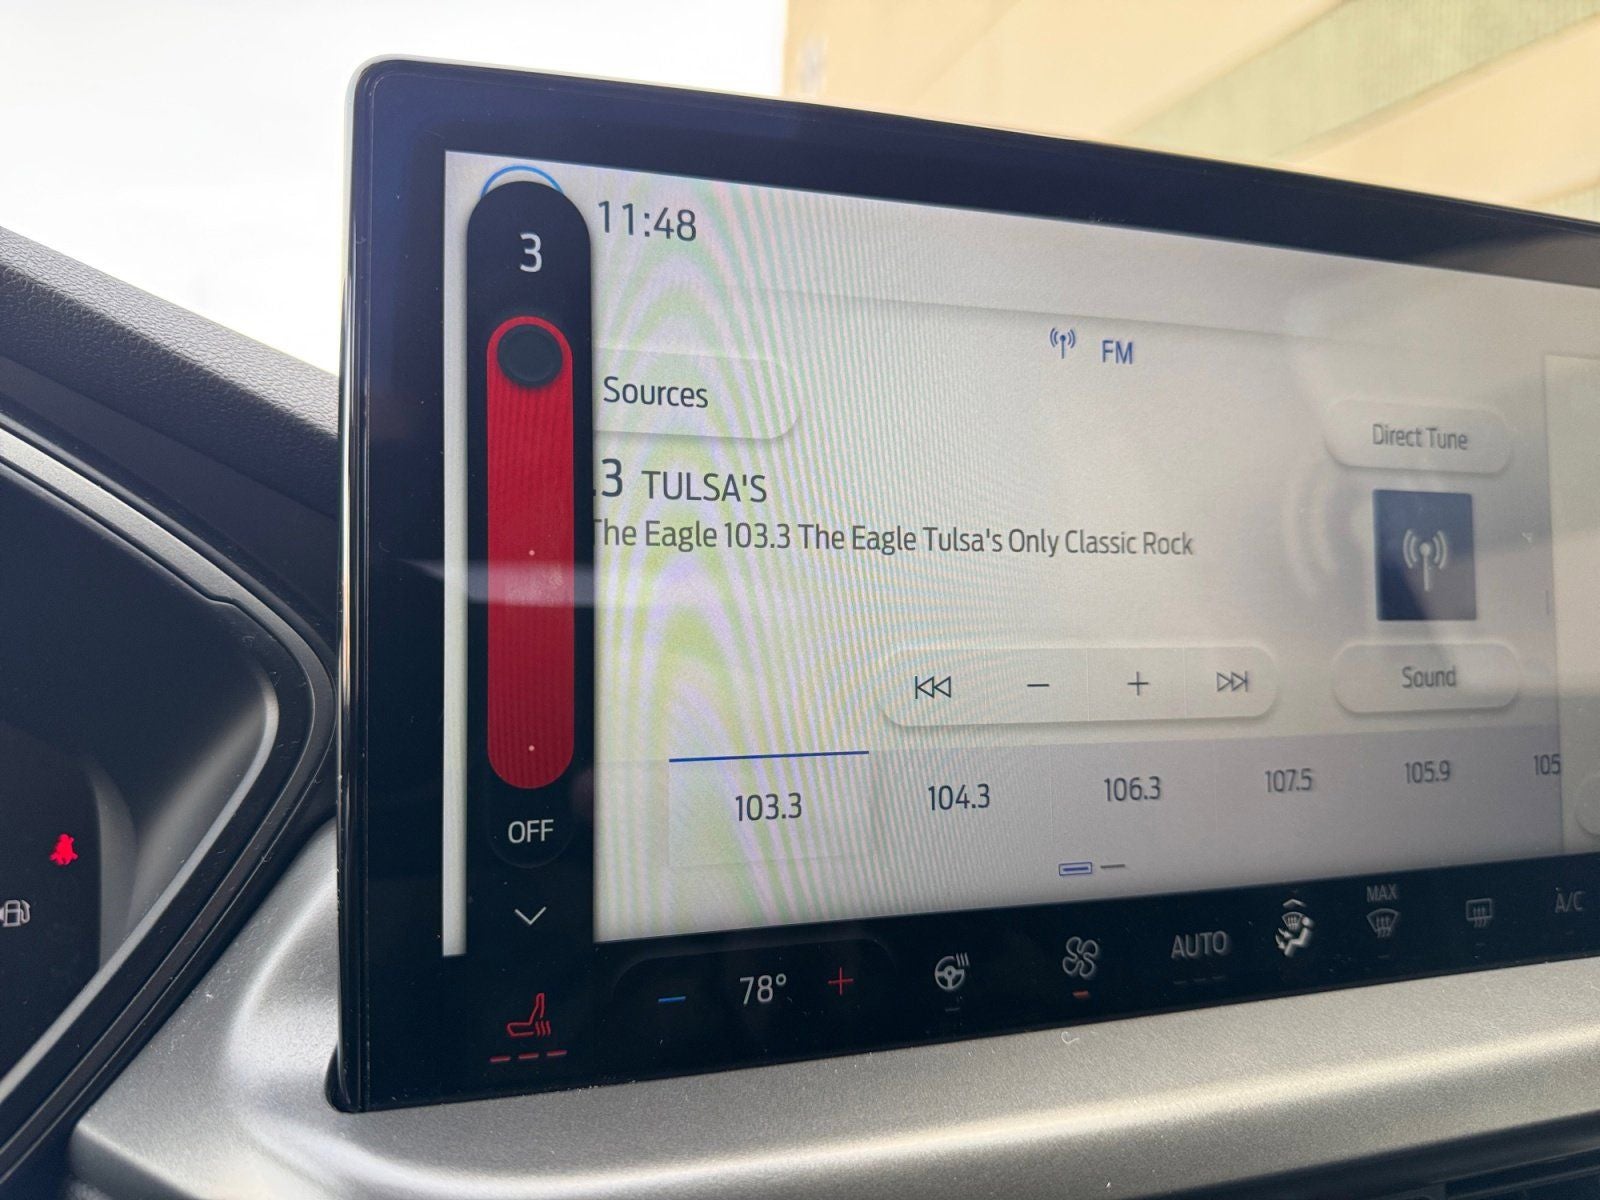 3
11:48
FM
Sources
Direct Tune
.3 TULSA'S
The Eagle 103.3 The Eagle Tulsa's Only Classic Rock
Sound
103.3 104.3 106.3 107.5 105.9 105
OFF
78° AUTO MAX A/C